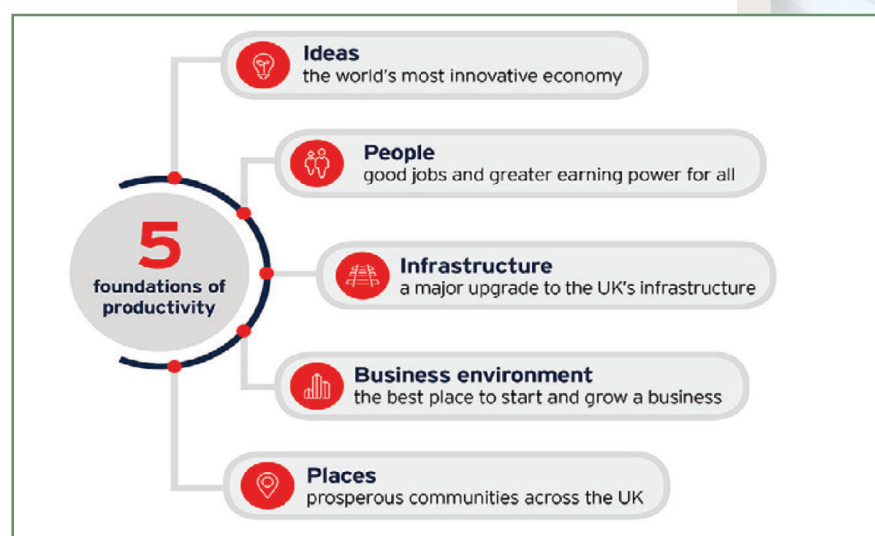 Ideas
the world's most innovative economy
People
good jobs and greater earning power for all
5
foundations of
productivity
Infrastructure
a major upgrade to the UK's infrastructure
Business environment
the best place to start and grow a business
Places
prosperous communities across the UK